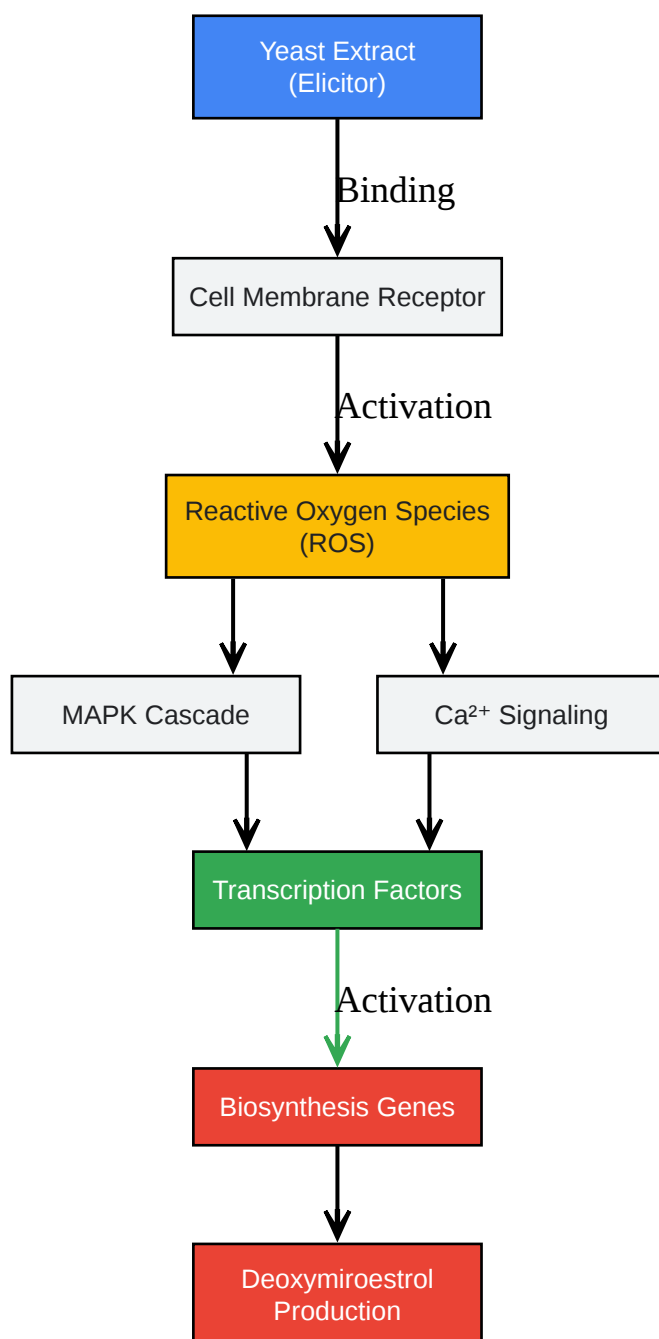 Yeast Extract
(Elicitor)
Binding
Cell Membrane Receptor
Activation
Reactive Oxygen Species
(ROS)
MAPK Cascade
Ca²⁺ Signaling
Transcription Factors
Activation
Biosynthesis Genes
Deoxymiroestrol
Production